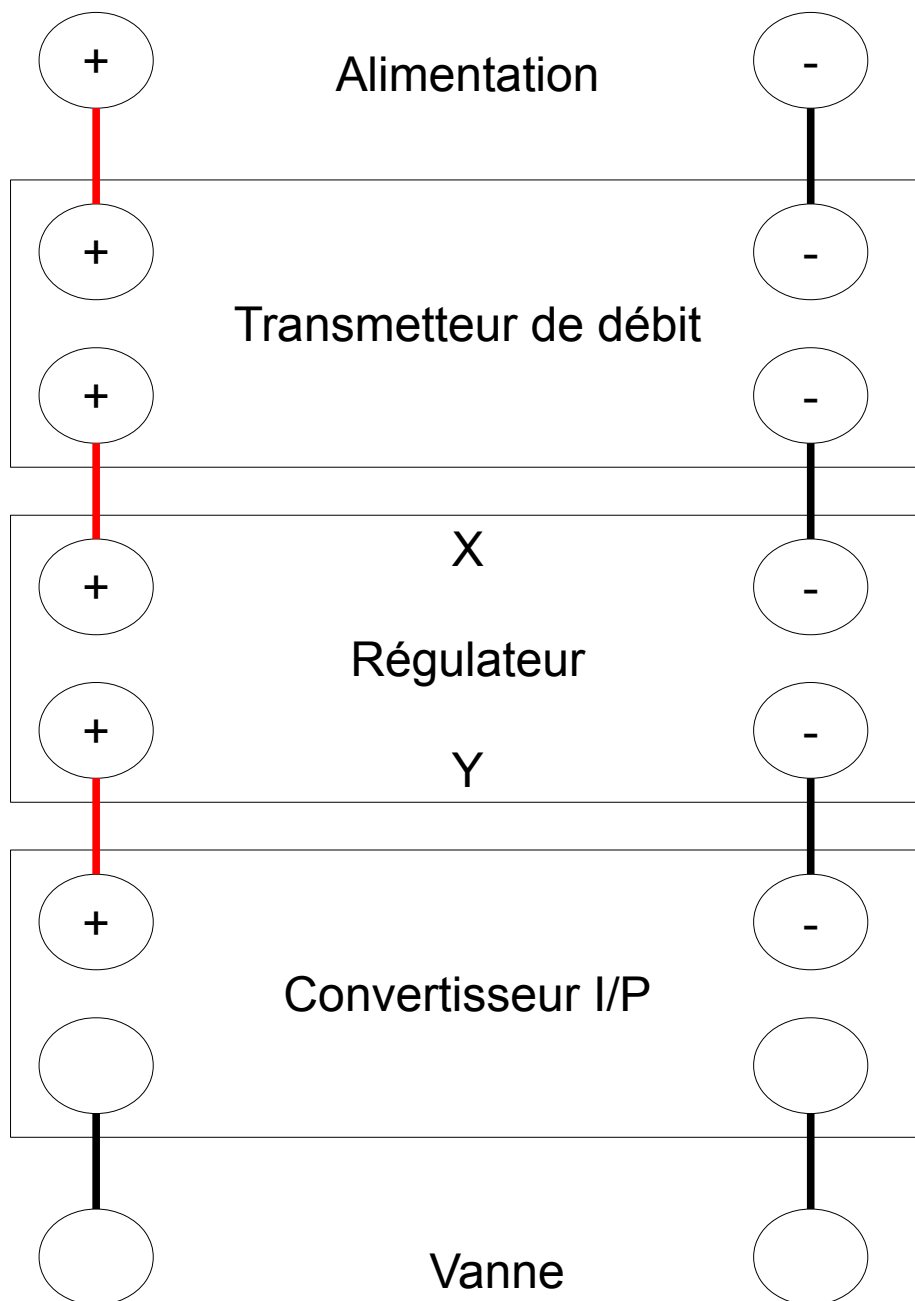 + Alimentation -
+ -
Transmetteur de débit
+ -
X
+ -
Régulateur
+ -
Y
+ -
Convertisseur I/P
Vanne